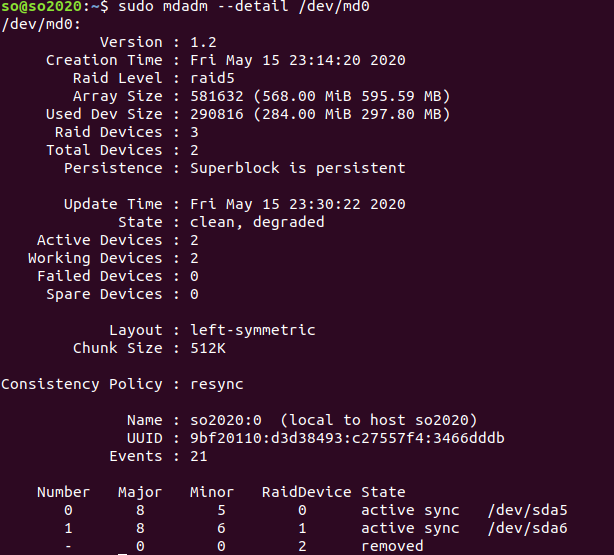 so@so2020:~$ sudo mdadm --detail /dev/md0
/dev/md0:
Version : 1.2
Creation Time : Fri May 15 23:14:20 2020
Raid Level : raid5
Array Size : 581632 (568.00 MiB 595.59 MB)
Used Dev Size : 290816 (284.00 MiB 297.80 MB)
Raid Devices : 3
Total Devices : 2
Persistence : Superblock is persistent
Update Time : Fri May 15 23:30:22 2020
State : clean, degraded
Active Devices : 2
Working Devices : 2
Failed Devices : 0
Spare Devices : 0
Layout : left-symmetric
Chunk Size : 512K
Consistency Policy : resync
Name : so2020:0 (local to host so2020)
UUID : 9bf20110:d3d38493:c27557f4:3466dddb
Events : 21
Number Major Minor RaidDevice State
0 8 5 0 active sync /dev/sda5
1 8 6 1 active sync /dev/sda6
- 0 0 2 removed